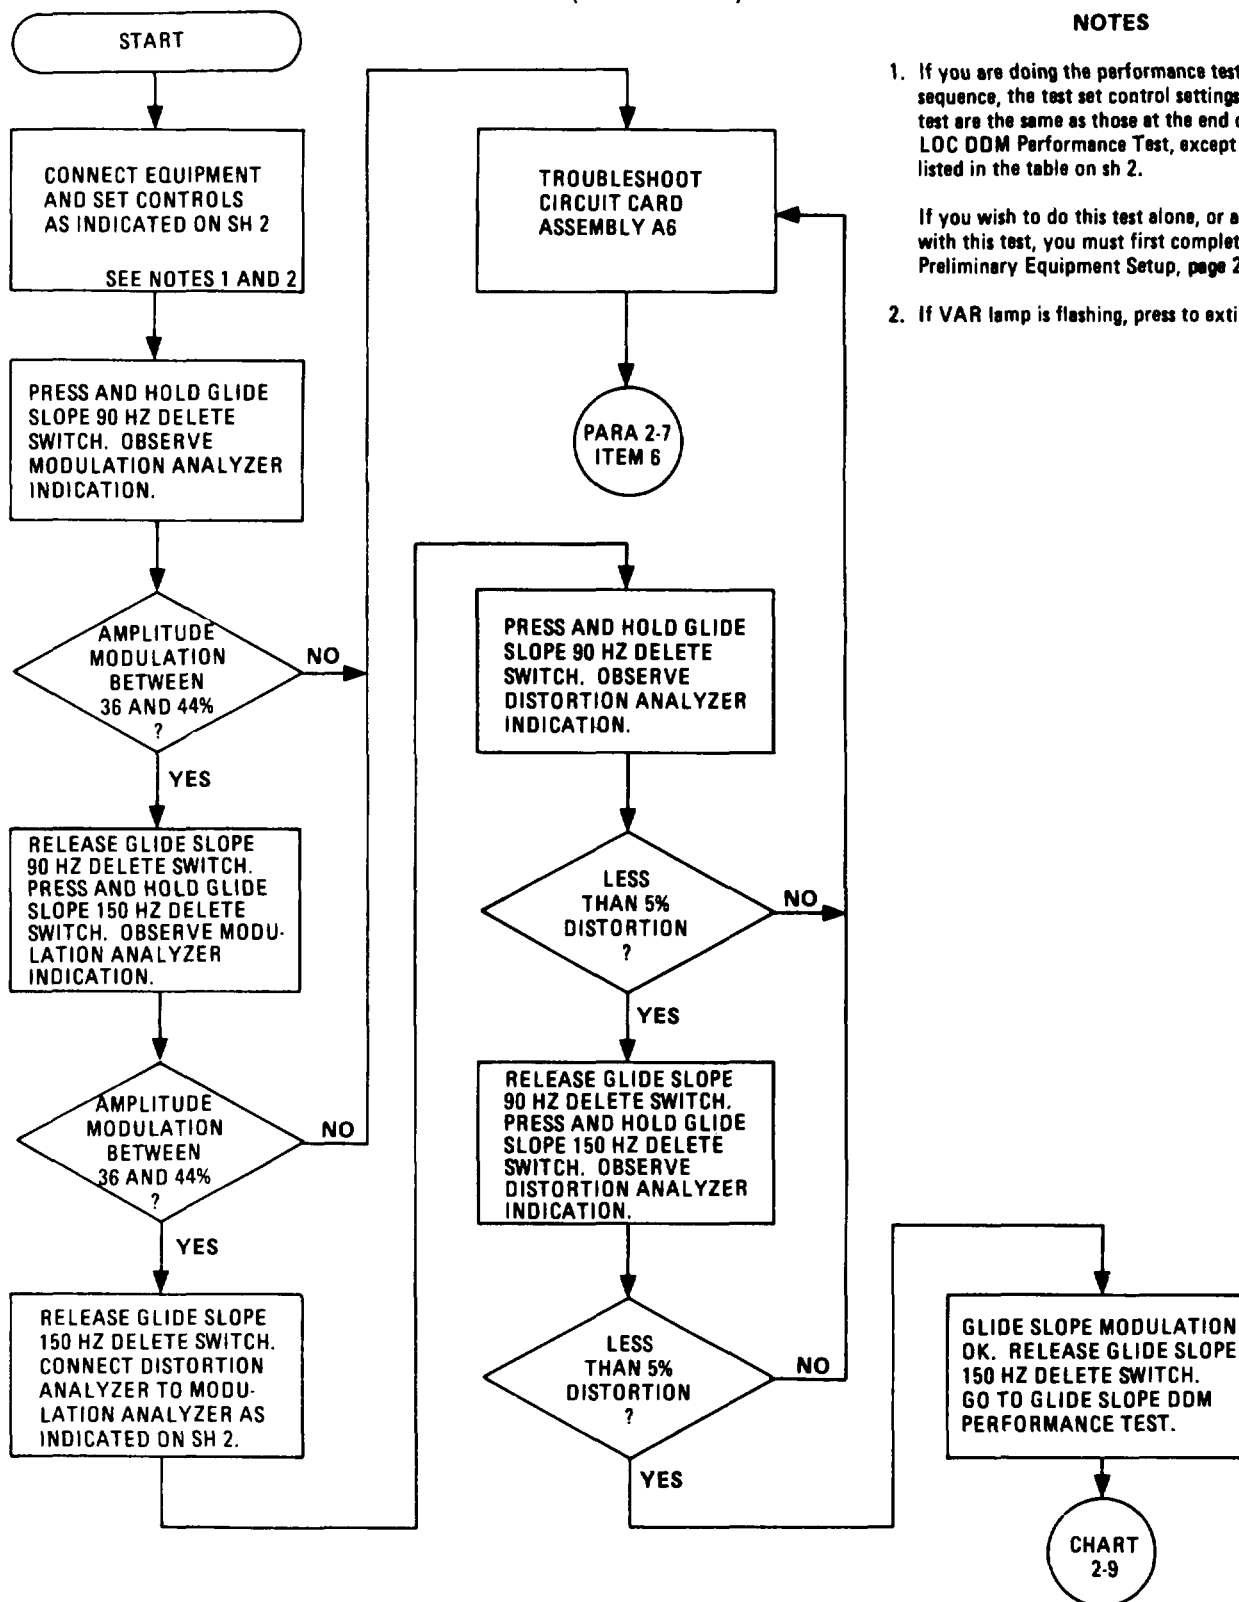 START
CONNECT EQUIPMENT
AND SET CONTROLS
AS INDICATED ON SH 2
SEE NOTES 1 AND 2
PRESS AND HOLD GLIDE
SLOPE 90 HZ DELETE
SWITCH. OBSERVE
MODULATION ANALYZER
INDICATION.
AMPLITUDE
MODULATION
BETWEEN
36 AND 44%
?
NO
YES
RELEASE GLIDE SLOPE
90 HZ DELETE SWITCH.
PRESS AND HOLD GLIDE
SLOPE 150 HZ DELETE
SWITCH. OBSERVE MODU-
LATION ANALYZER
INDICATION.
AMPLITUDE
MODULATION
BETWEEN
36 AND 44%
?
NO
YES
RELEASE GLIDE SLOPE
150 HZ DELETE SWITCH.
CONNECT DISTORTION
ANALYZER TO MODU-
LATION ANALYZER AS
INDICATED ON SH 2.
TROUBLESHOOT
CIRCUIT CARD
ASSEMBLY A6
PARA 2-7
ITEM 6
PRESS AND HOLD GLIDE
SLOPE 90 HZ DELETE
SWITCH. OBSERVE
DISTORTION ANALYZER
INDICATION.
LESS
THAN 5%
DISTORTION
?
NO
YES
RELEASE GLIDE SLOPE
90 HZ DELETE SWITCH.
PRESS AND HOLD GLIDE
SLOPE 150 HZ DELETE
SWITCH. OBSERVE
DISTORTION ANALYZER
INDICATION.
LESS
THAN 5%
DISTORTION
?
NO
YES
NOTES
1. If you are doing the performance test
sequence, the test set control settings
test are the same as those at the end
LOC DDM Performance Test, except
listed in the table on sh 2.
If you wish to do this test alone, or
with this test, you must first
Preliminary Equipment Setup, page
2. If VAR lamp is flashing, press to
GLIDE SLOPE MODULATION
OK. RELEASE GLIDE SLOPE
150 HZ DELETE SWITCH.
GO TO GLIDE SLOPE DDM
PERFORMANCE TEST.
CHART
2-9